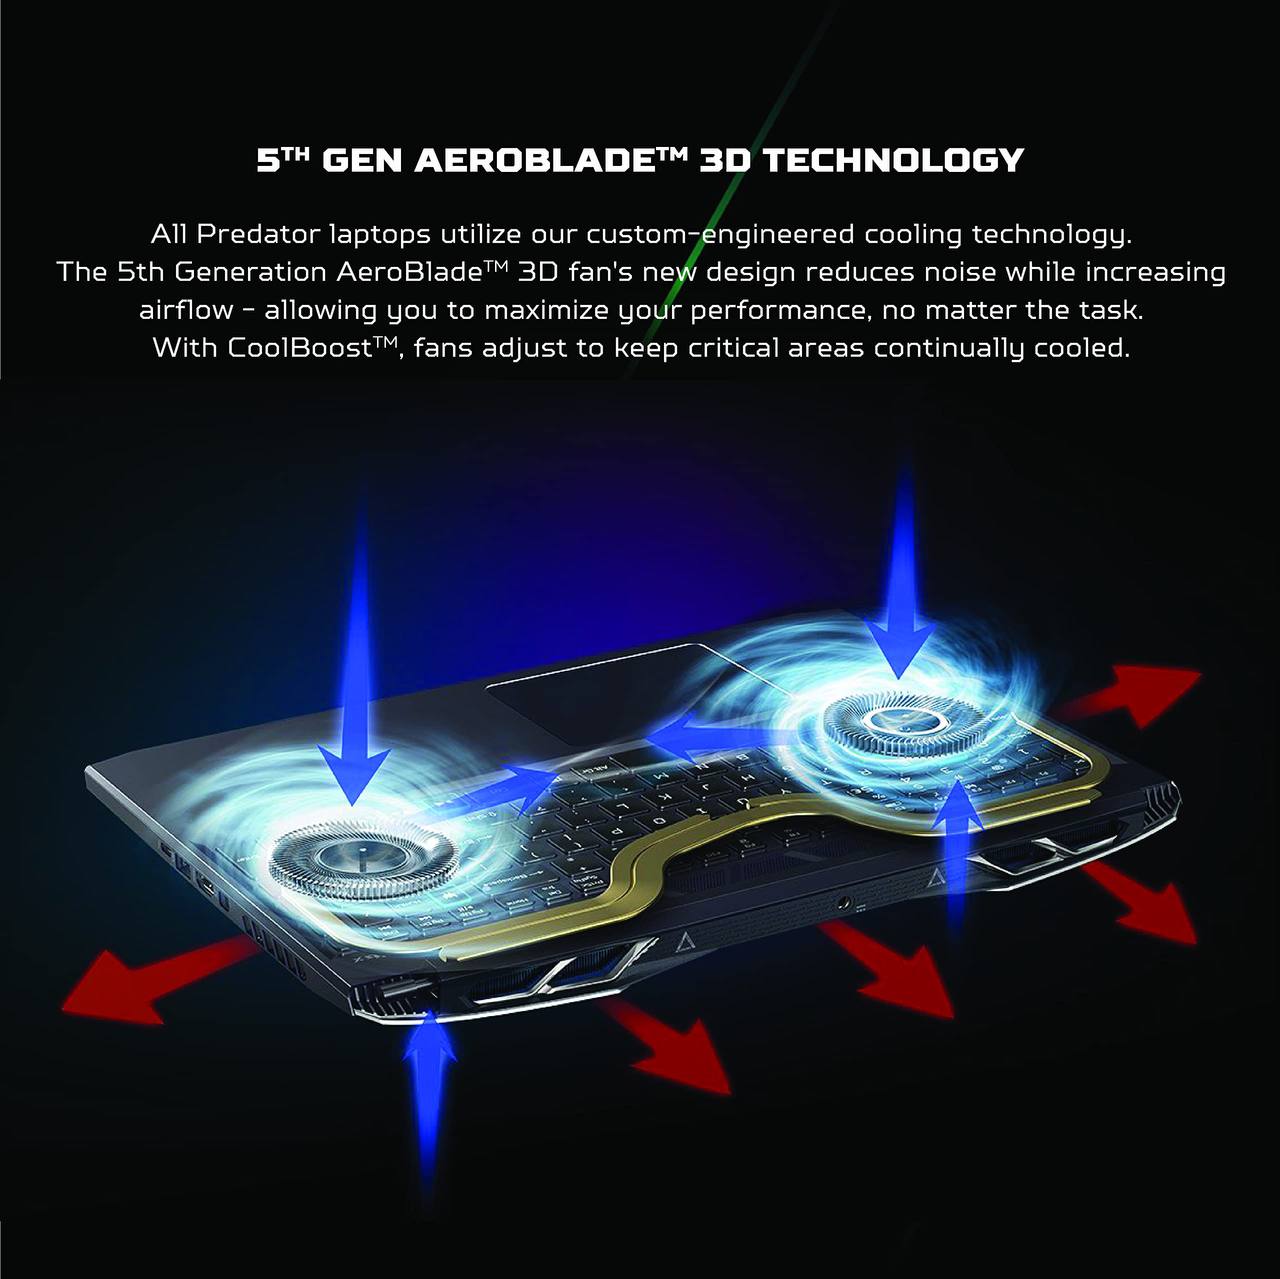 5TH GEN AEROBLADE™ 3D TECHNOLOGY
All Predator laptops utilize our custom-engineered cooling technology.
The 5th Generation AeroBlade™ 3D fan's new design reduces noise while increasing
airflow - allowing you to maximize your performance, no matter the task.
With CoolBoost™, fans adjust to keep critical areas continually cooled.